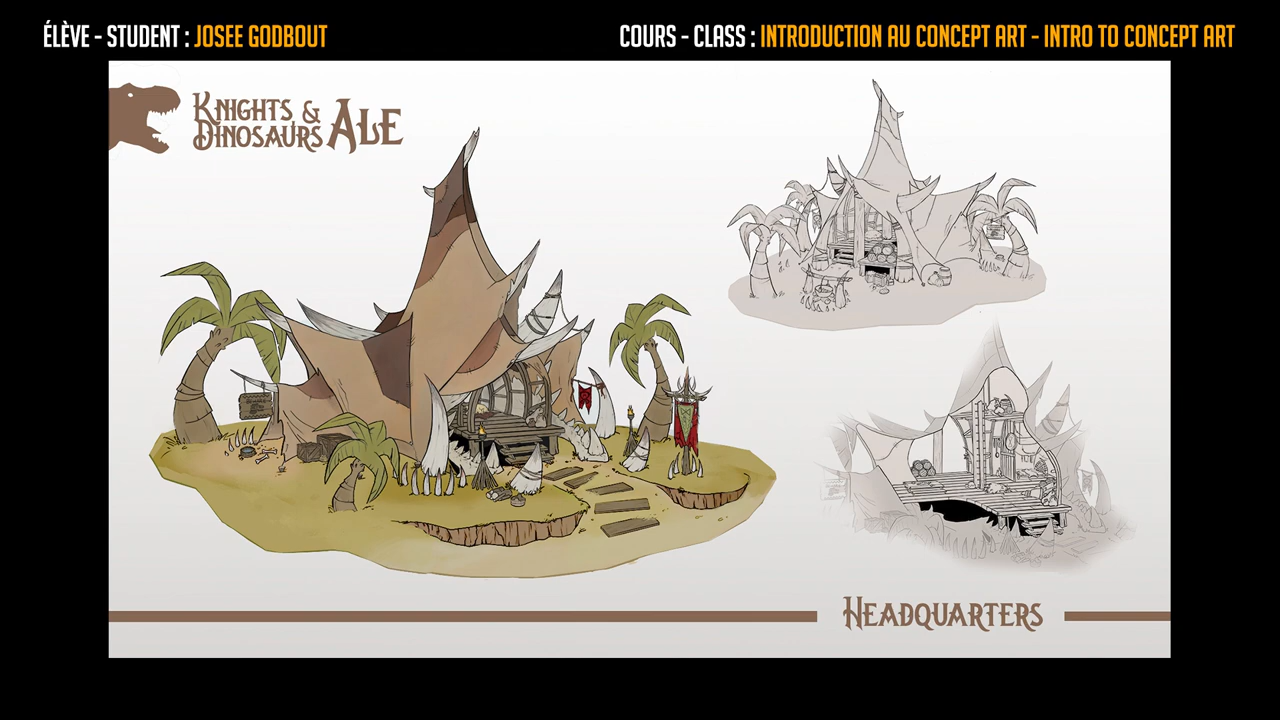 ÉLÈVE - STUDENT : JOSEE GODBOUT
COURS - CLASS : INTRODUCTION AU CONCEPT ART - INTRO TO CONCEPT ART
KNIGHTS &
DINOSAURS ALE
HEADQUARTERS